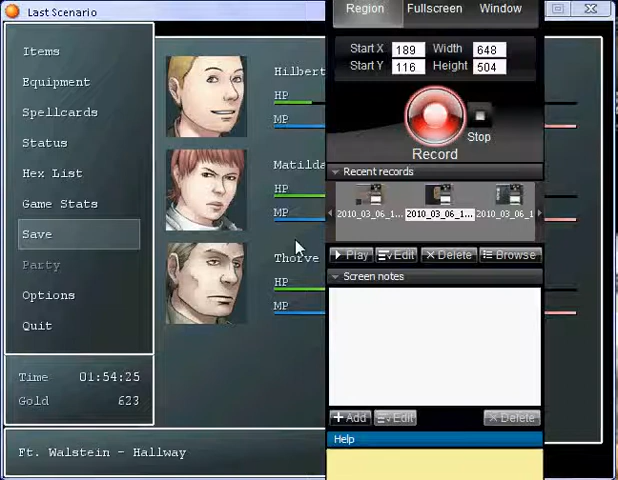 Last Scenario
Items
Equipment
Spellcards
Status
Hex List
Game Stats
Save
Party
Options
Quit
Time 01:54:25
Gold 623
Ft. Walstein - Hallway
Hilbert
HP
MP
Matilda
HP
MP
Thorve
HP
MP
Region Fullscreen Window
Start X 189 Width 648
Start Y 116 Height 504
Stop
Record
Recent records
2010_03_06_1... 2010_03_06_1... 2010_03_06_1
Play Edit Delete Browse
Screen notes
Add Edit Delete
Help